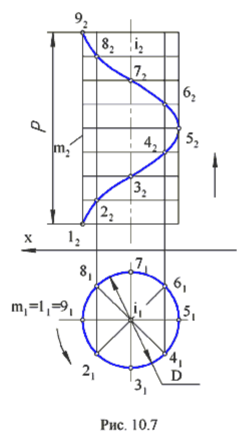 9₂
8₂ i₂
7₂
6₂
P
m₂ 4₂ 5₂
3₂
2₂
1₂
x
8₁ 7₁ 6₁
m₁=1₁=9₁ i₁ 5₁
2₁ 3₁ 4₁
D
Рис. 10.7